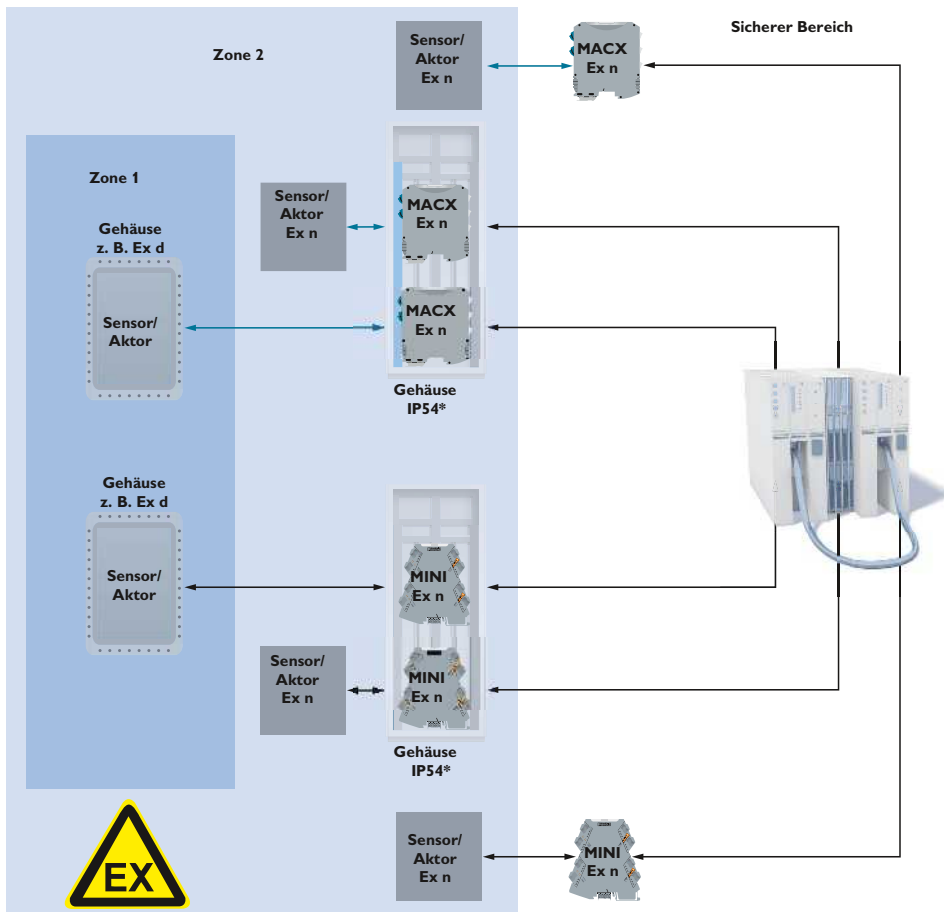 Zone 2
Sensor/
Aktor
Ex n
MACX
Ex n
Sicherer Bereich
Zone 1
Gehäuse
z. B. Ex d
Sensor/
Aktor
Sensor/
Aktor
Ex n
MACX
Ex n
MACX
Ex n
Gehäuse
IP54*
Gehäuse
z. B. Ex d
Sensor/
Aktor
MINI
Ex n
Sensor/
Aktor
Ex n
MINI
Ex n
Gehäuse
IP54*
EX
Sensor/
Aktor
Ex n
MINI
Ex n